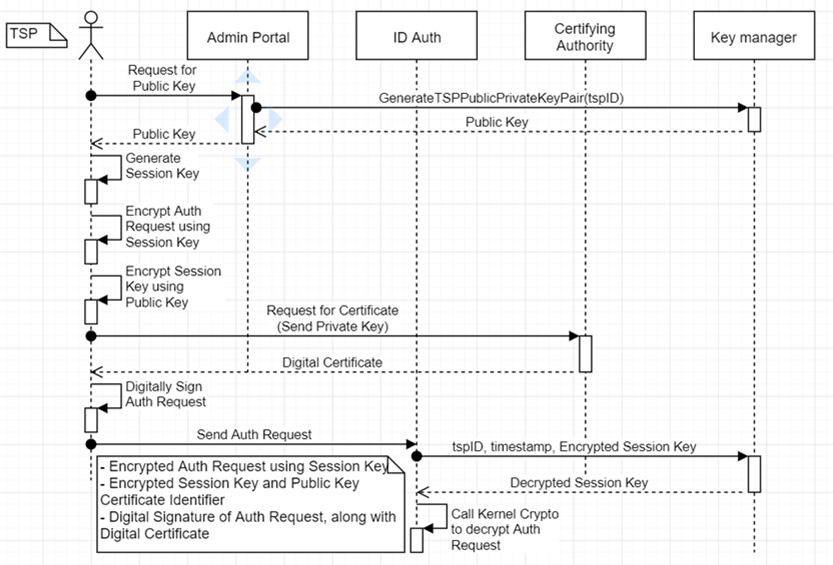 TSP
Admin Portal
ID Auth
Certifying
Authority
Key manager
Request for
Public Key
GenerateTSPPublicPrivateKeyPair(tspID)
Public Key
Public Key
Generate
Session Key
Encrypt Auth
Request using
Session Key
Encrypt Session
Key using
Public Key
Request for Certificate
(Send Private Key)
Digital Certificate
Digitally Sign
Auth Request
Send Auth Request
tspID, timestamp, Encrypted Session Key
- Encrypted Auth Request using Session Key
- Encrypted Session Key and Public Key
Certificate Identifier
- Digital Signature of Auth Request, along with
Digital Certificate
Decrypted Session Key
Call Kernel Crypto
to decrypt Auth
Request